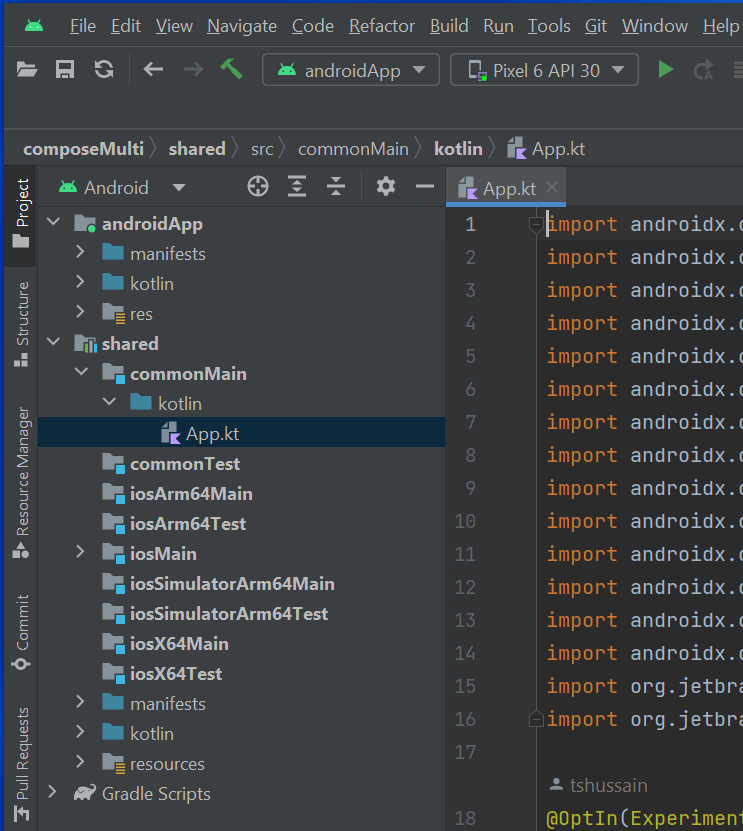 File Edit View Navigate Code Refactor Build Run Tools Git Window Help
androidApp Pixel 6 API 30
composeMulti shared src commonMain kotlin App.kt
Project
Structure
Resource Manager
Commit
Pull Requests
Android
androidApp
manifests
kotlin
res
shared
commonMain
kotlin
App.kt
commonTest
iosArm64Main
iosArm64Test
iosMain
iosSimulatorArm64Main
iosSimulatorArm64Test
iosX64Main
iosX64Test
manifests
kotlin
resources
Gradle Scripts
App.kt
1 import androidx.c
2 import androidx.c
3 import androidx.c
4 import androidx.c
5 import androidx.c
6 import androidx.c
7 import androidx.c
8 import androidx.c
9 import androidx.c
10 import androidx.c
11 import androidx.c
12 import androidx.c
13 import androidx.c
14 import androidx.c
15 import org.jetbra
16 import org.jetbra
17
tshussain
18 @OptIn(Experiment